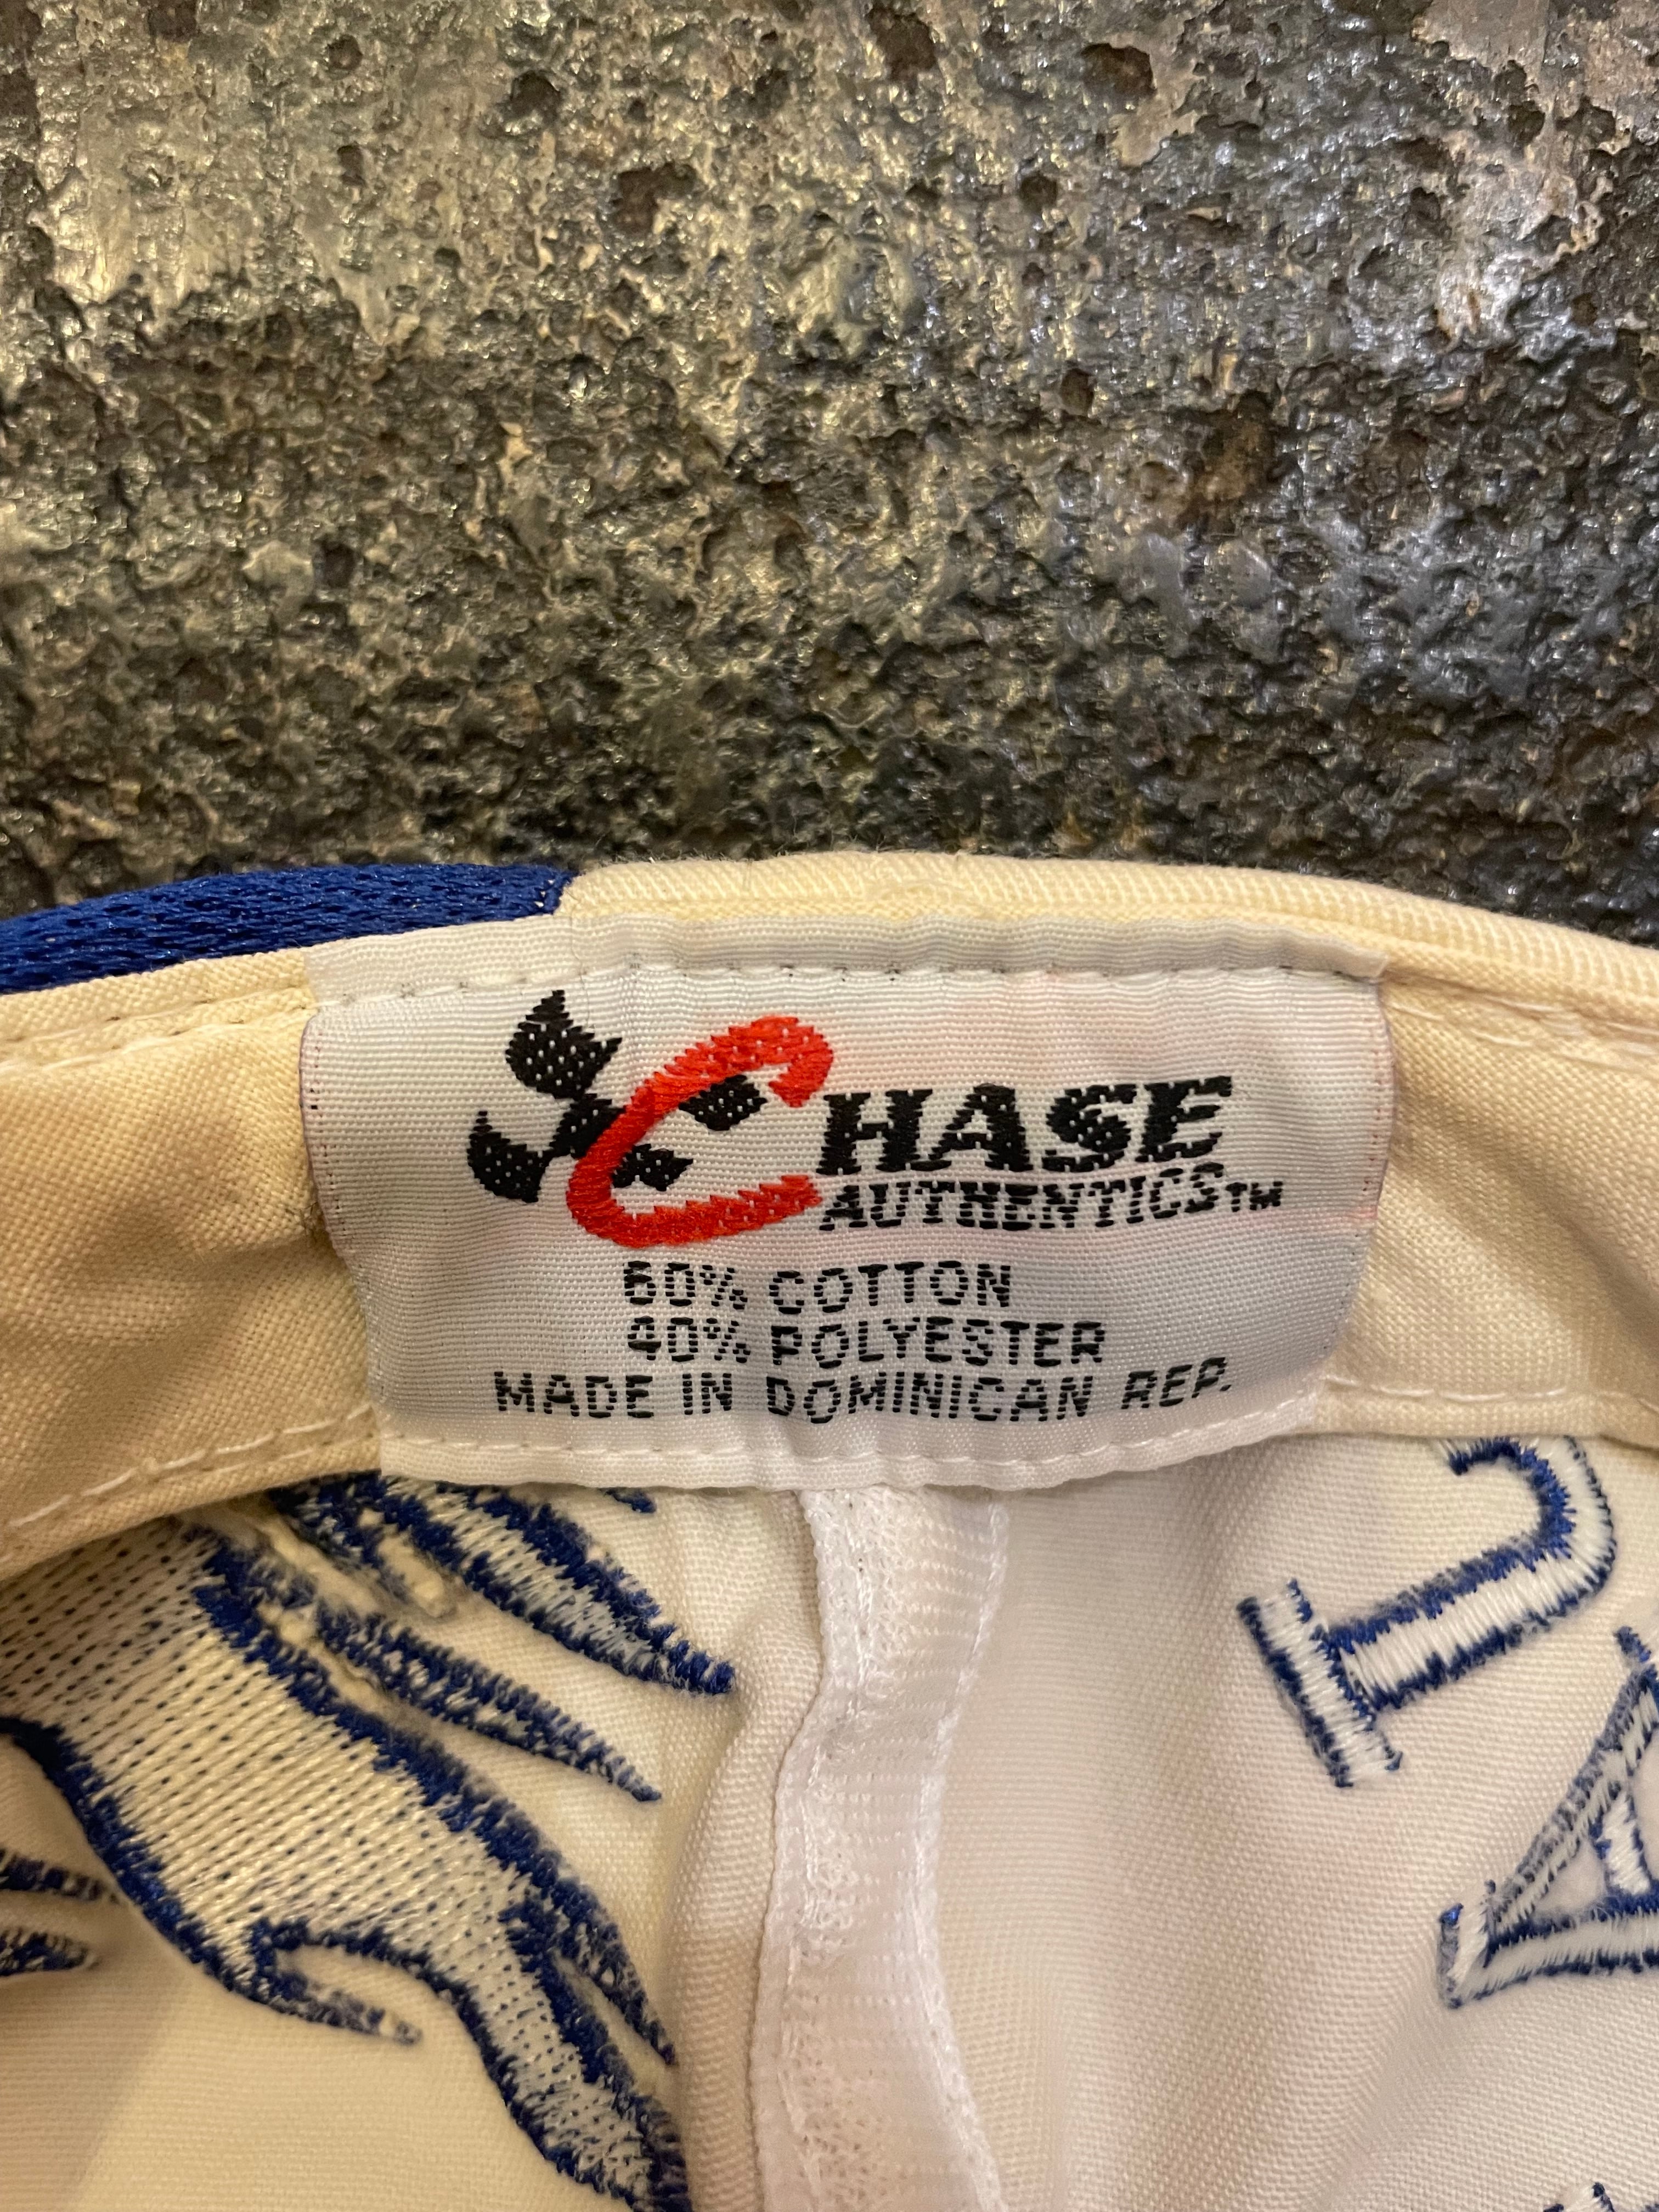 CHASE
AUTHENTICS™
60% COTTON
40% POLYESTER
MADE IN DOMINICAN REP.